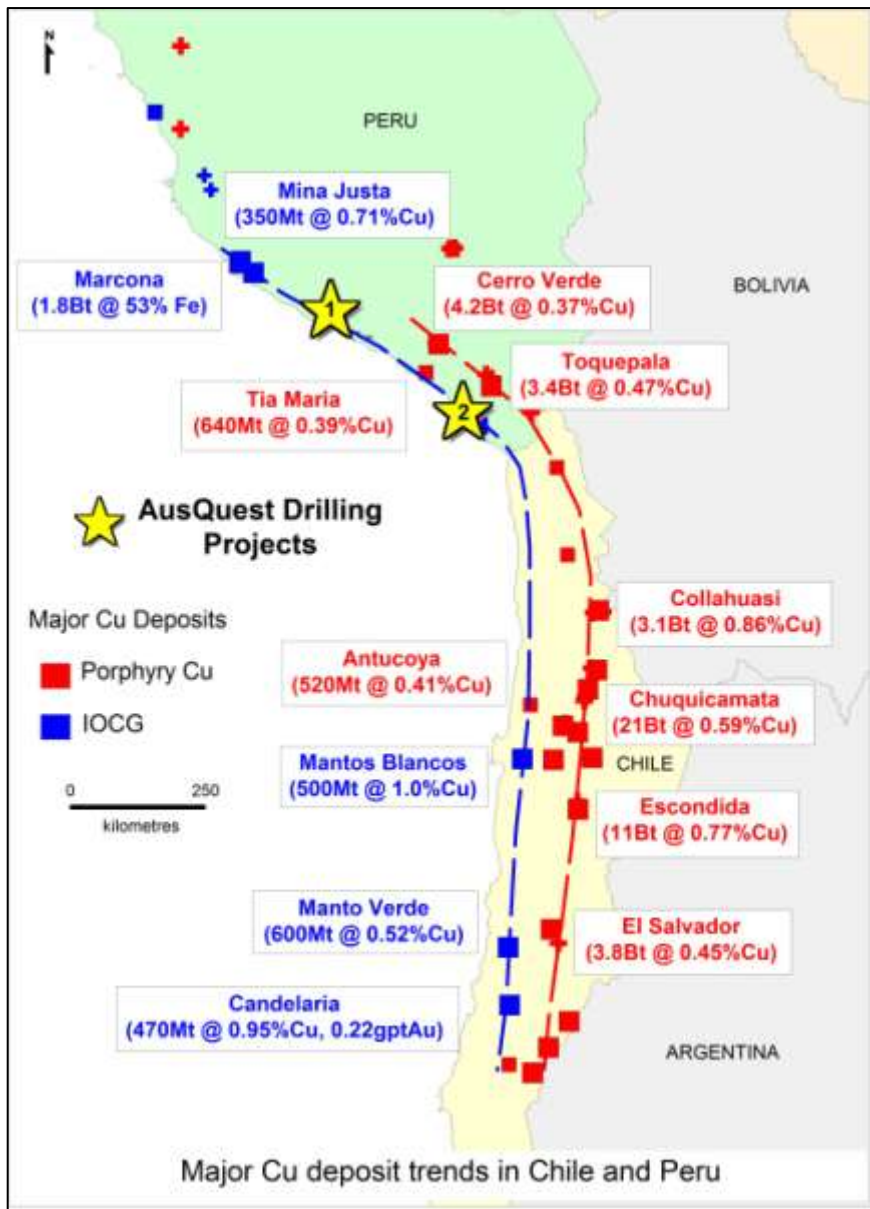 N
PERU
Mina Justa
(350Mt @ 0.71%Cu)
Marcona
(1.8Bt @ 53% Fe)
1
Cerro Verde
(4.2Bt @ 0.37%Cu)
BOLIVIA
Toquepala
(3.4Bt @ 0.47%Cu)
Tia Maria
(640Mt @ 0.39%Cu)
2
AusQuest Drilling
Projects
Major Cu Deposits
Porphyry Cu
IOCG
0 250
kilometres
Collahuasi
(3.1Bt @ 0.86%Cu)
Antucoya
(520Mt @ 0.41%Cu)
Chuquicamata
(21Bt @ 0.59%Cu)
Mantos Blancos
(500Mt @ 1.0%Cu)
CHILE
Escondida
(11Bt @ 0.77%Cu)
Manto Verde
(600Mt @ 0.52%Cu)
El Salvador
(3.8Bt @ 0.45%Cu)
Candelaria
(470Mt @ 0.95%Cu, 0.22gptAu)
ARGENTINA
Major Cu deposit trends in Chile and Peru